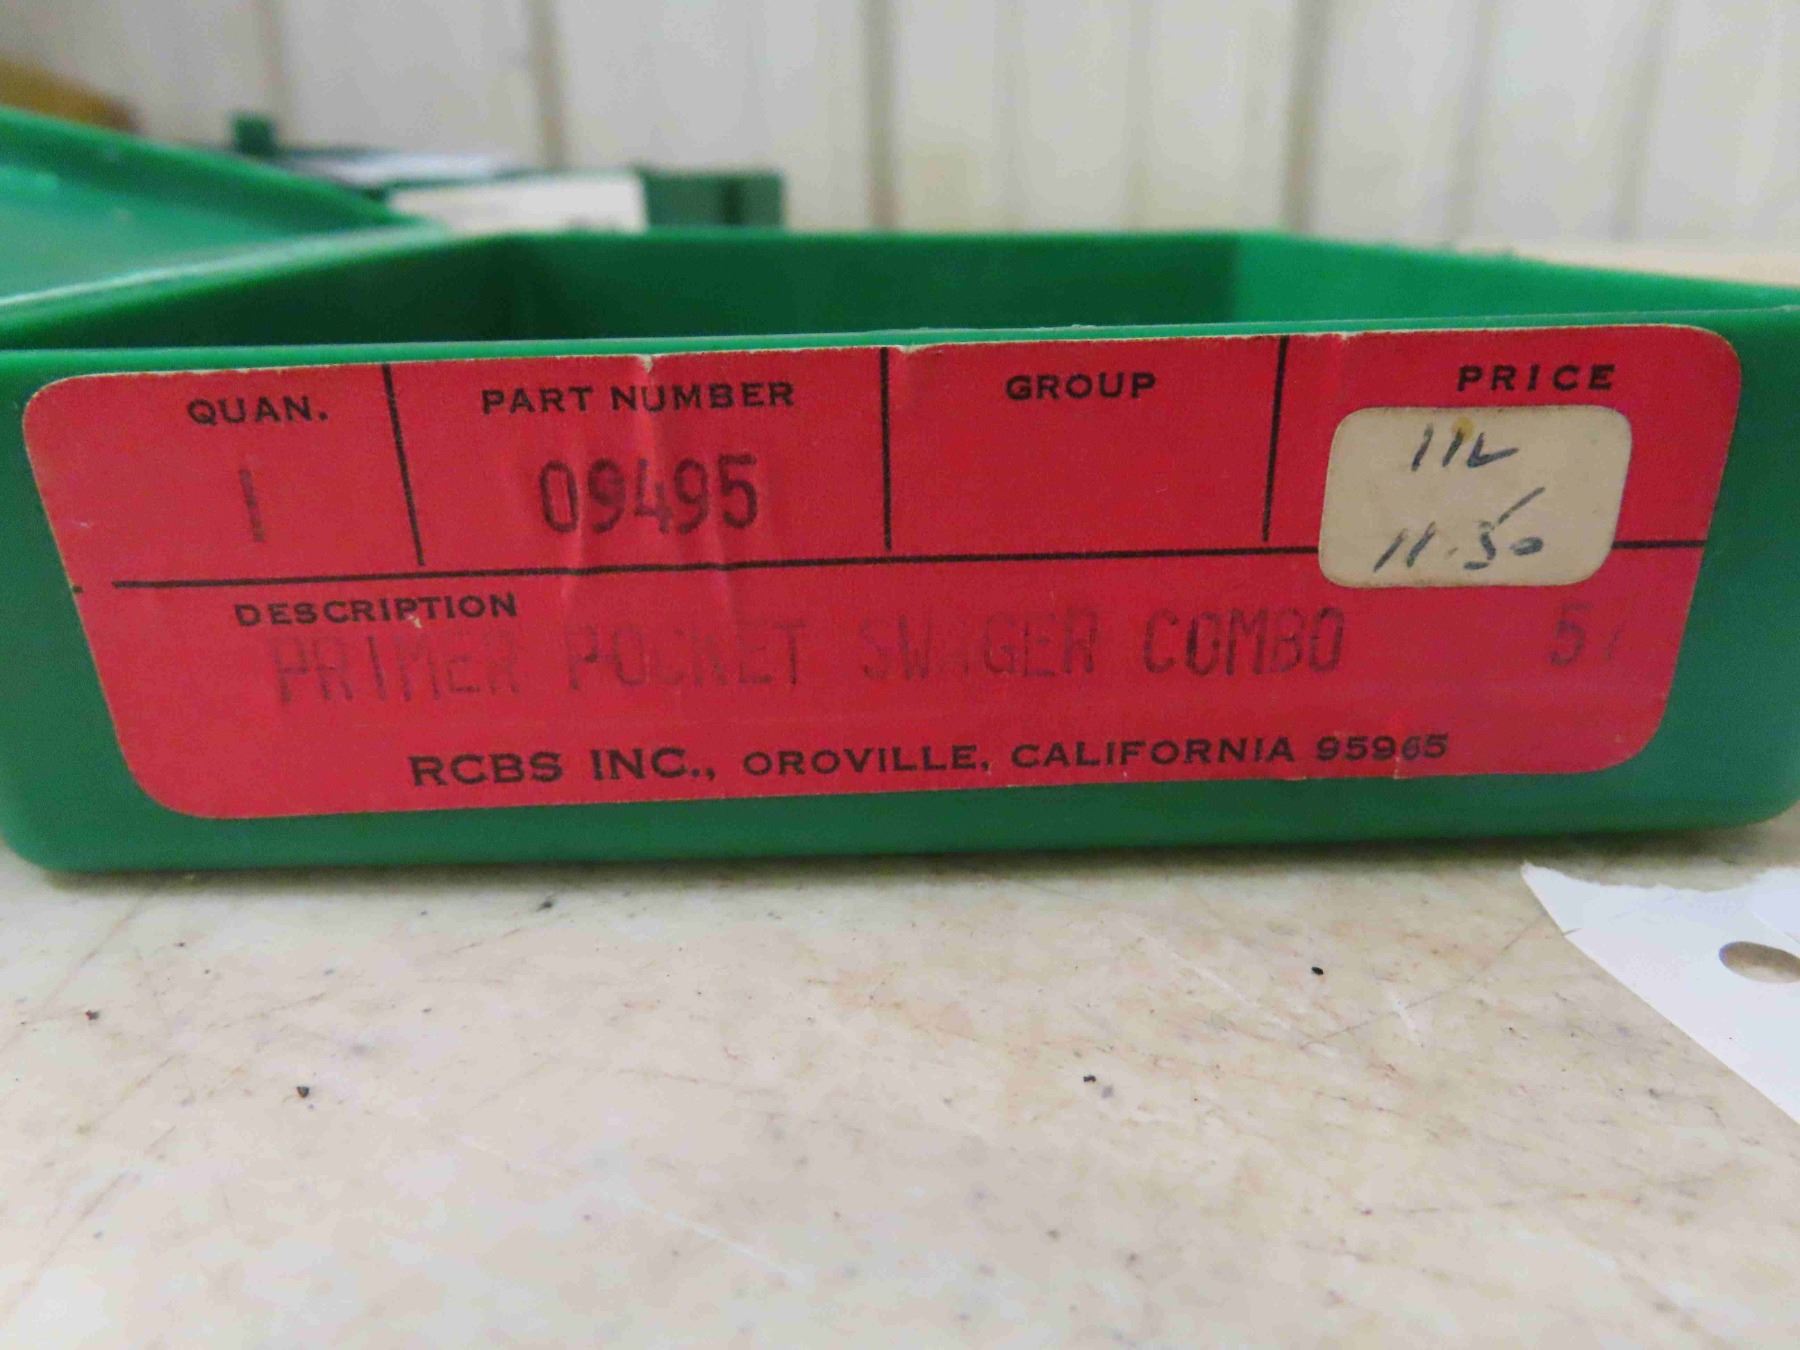 QUAN. PART NUMBER GROUP PRICE
1 09495
11.50
DESCRIPTION
PRIMER POCKET SWAGER COMBO
RCBS INC., OROVILLE, CALIFORNIA 95965